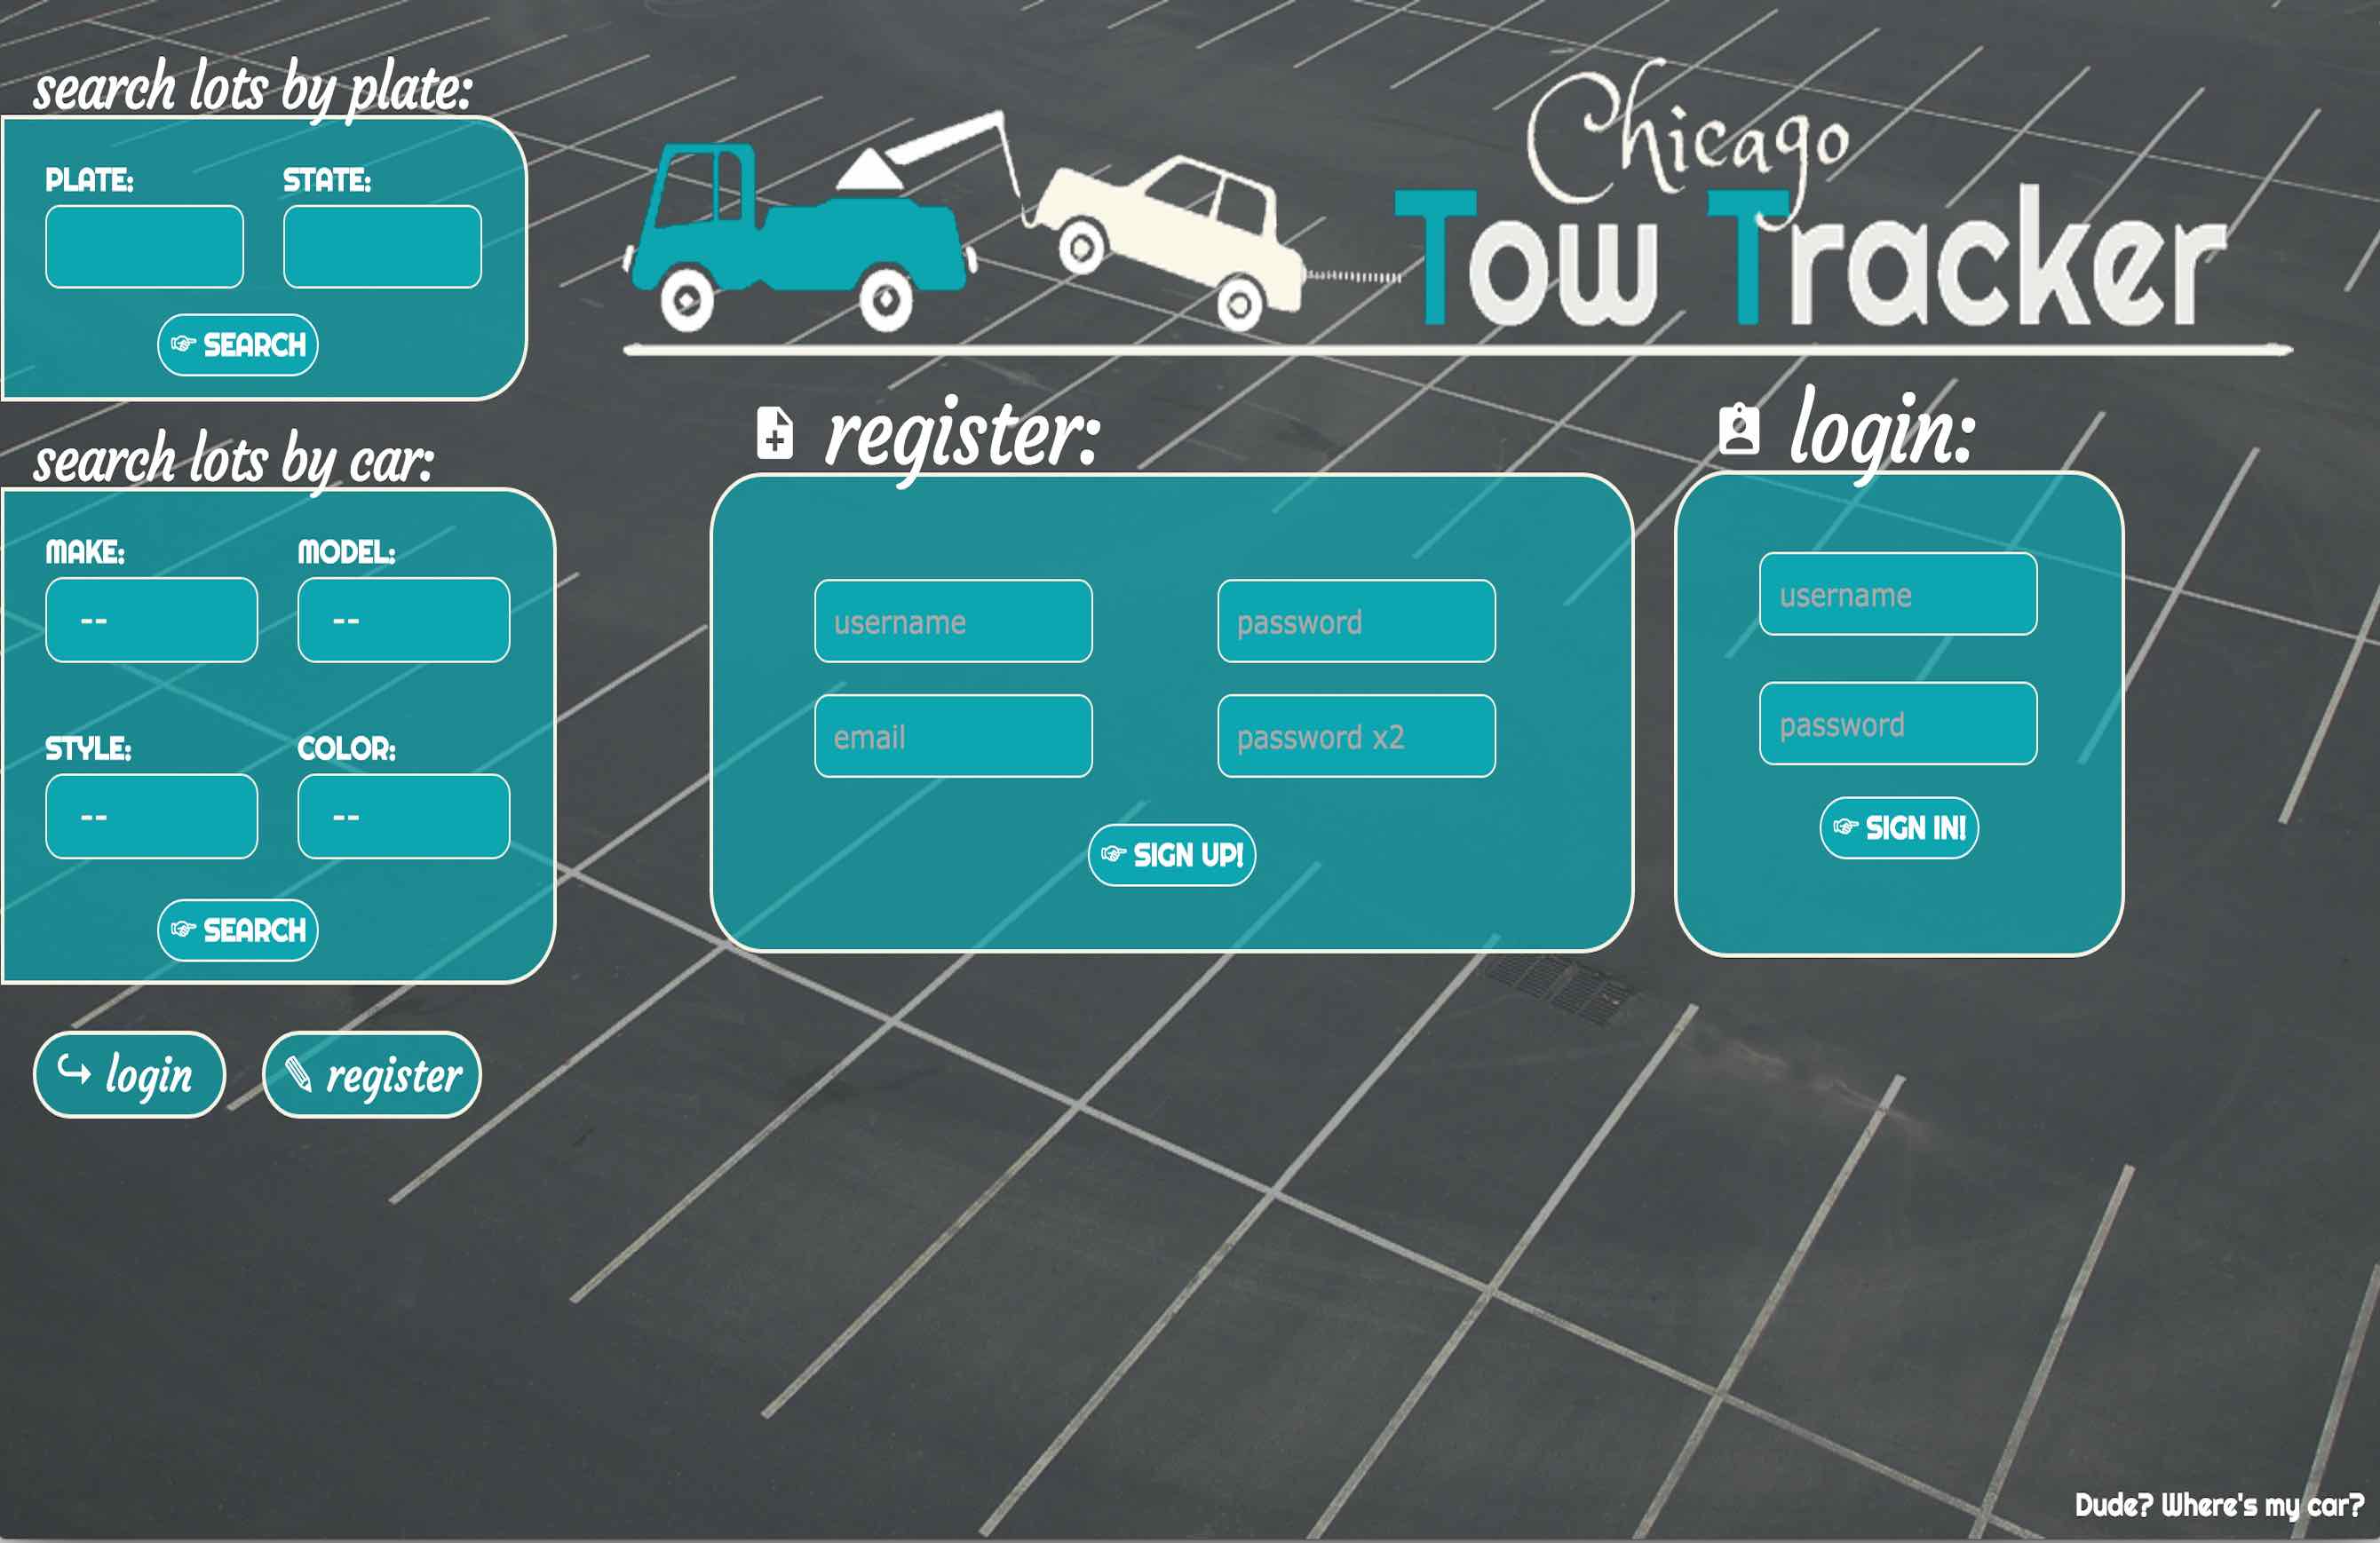 search lots by plate:
PLATE: STATE:
SEARCH
search lots by car:
MAKE: MODEL:
-- --
STYLE: COLOR:
-- --
SEARCH
login register
Chicago
Tow Tracker
register:
username password
email password x2
SIGN UP!
login:
username
password
SIGN IN!
Dude? Where's my car?